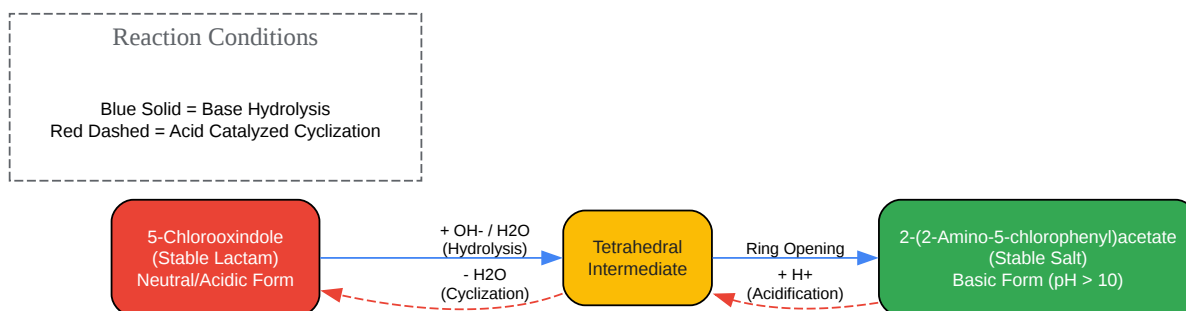 Reaction Conditions
Blue Solid = Base Hydrolysis
Red Dashed = Acid Catalyzed Cyclization
5-Chlorooxindole
(Stable Lactam)
Neutral/Acidic Form
+ OH- / H2O
(Hydrolysis)
- H2O
(Cyclization)
Tetrahedral
Intermediate
Ring Opening
+ H+
(Acidification)
2-(2-Amino-5-chlorophenyl)acetate
(Stable Salt)
Basic Form (pH > 10)